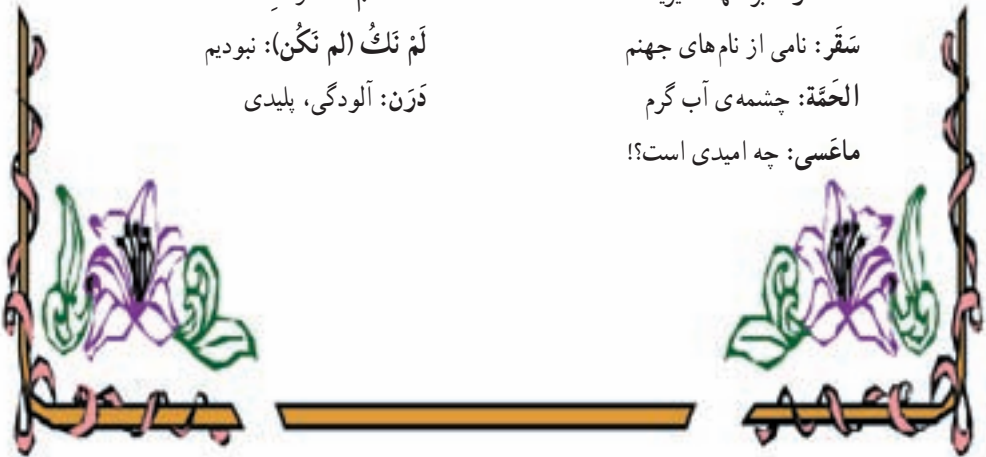 سَقَر: نامی از نام‌های جهنم
الحَمَّة: چشمه‌ی آب گرم
ماعَسی: چه امیدی است؟!
لَمْ نَكُ (لم نَكُن): نبودیم
دَرَن: آلودگی، پلیدی